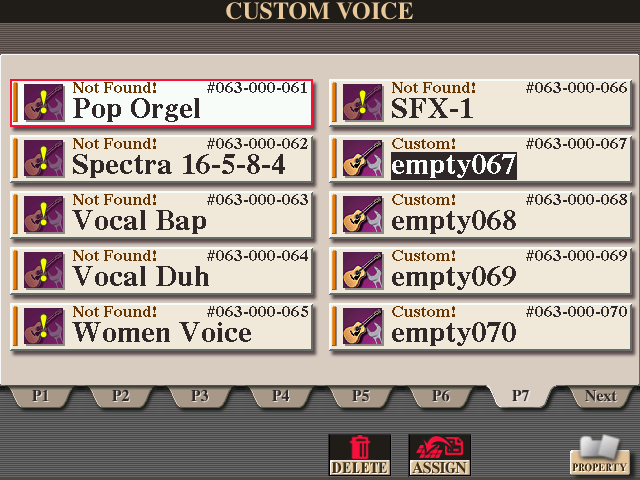 CUSTOM VOICE
Not Found! #063-000-061
Pop Orgel
Not Found! #063-000-062
Spectra 16-5-8-4
Not Found! #063-000-063
Vocal Bap
Not Found! #063-000-064
Vocal Duh
Not Found! #063-000-065
Women Voice
Not Found! #063-000-066
SFX-1
Custom! #063-000-067
empty067
Custom! #063-000-068
empty068
Custom! #063-000-069
empty069
Custom! #063-000-070
empty070
P1 P2 P3 P4 P5 P6 P7 Next
DELETE ASSIGN PROPERTY